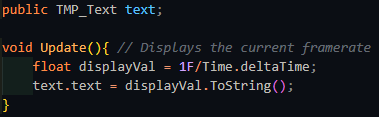 public TMP_Text text;
void Update(){ // Displays the current framerate
float displayVal = 1F/Time.deltaTime;
text.text = displayVal.ToString();
}